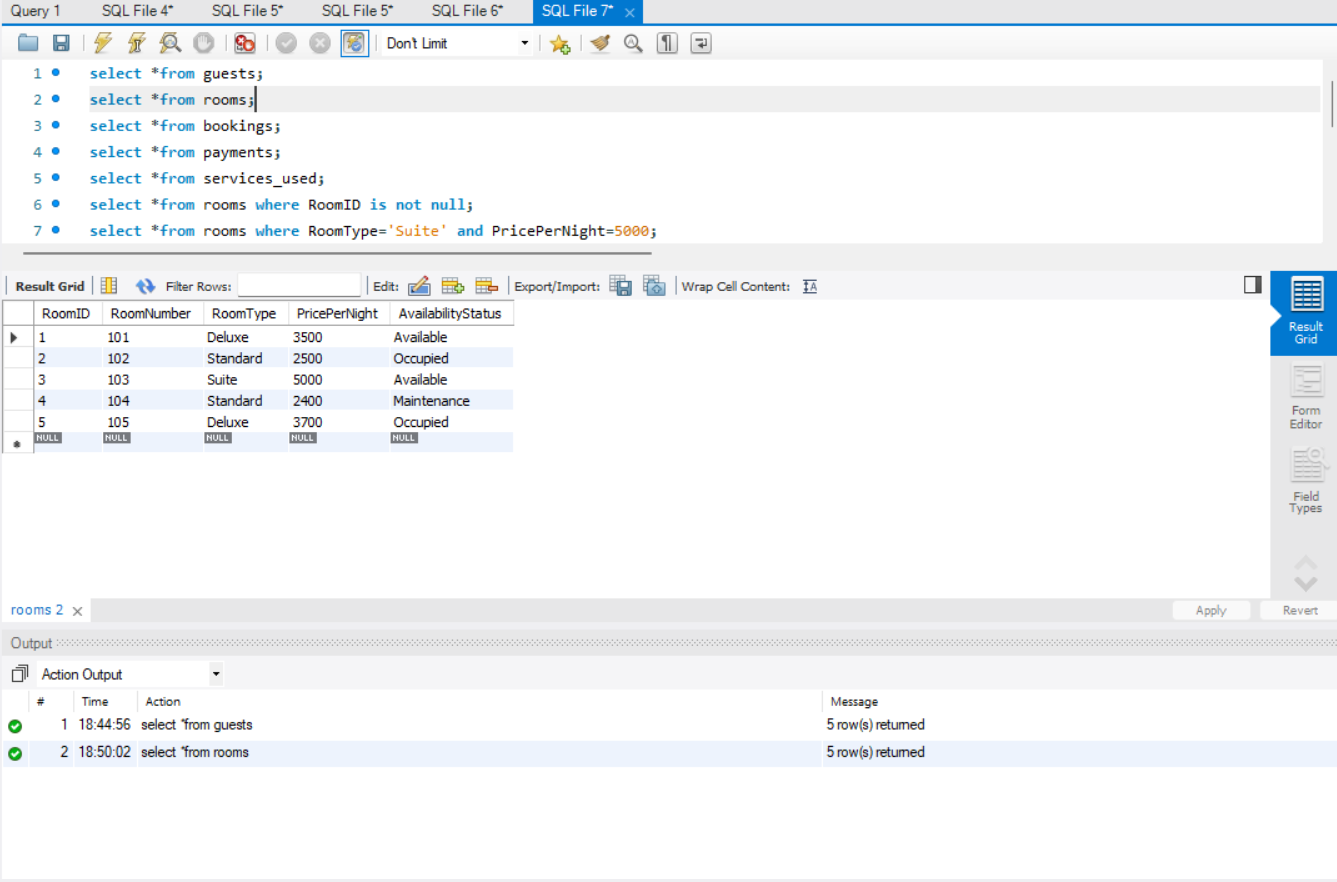 Query 1 SQL File 4* SQL File 5* SQL File 5* SQL File 6* SQL File 7*
Don't Limit
1 select *from guests;
2 select *from rooms;
3 select *from bookings;
4 select *from payments;
5 select *from services_used;
6 select *from rooms where RoomID is not null;
7 select *from rooms where RoomType='Suite' and PricePerNight=5000;
Result Grid Filter Rows: Edit: Export/Import: Wrap Cell Content:
RoomID RoomNumber RoomType PricePerNight AvailabilityStatus
1 101 Deluxe 3500 Available
2 102 Standard 2500 Occupied
3 103 Suite 5000 Available
4 104 Standard 2400 Maintenance
5 105 Deluxe 3700 Occupied
NULL NULL NULL NULL NULL
Result
Grid
Form
Editor
Field
Types
rooms 2 Apply Revert
Output
Action Output
# Time Action Message
1 18:44:56 select *from guests 5 row(s) returned
2 18:50:02 select *from rooms 5 row(s) returned